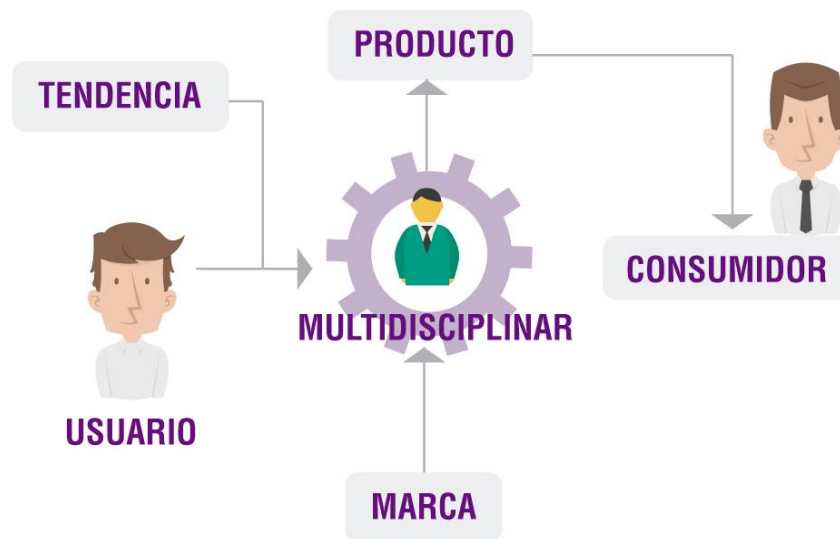 PRODUCTO
TENDENCIA
CONSUMIDOR
MULTIDISCIPLINAR
USUARIO
MARCA